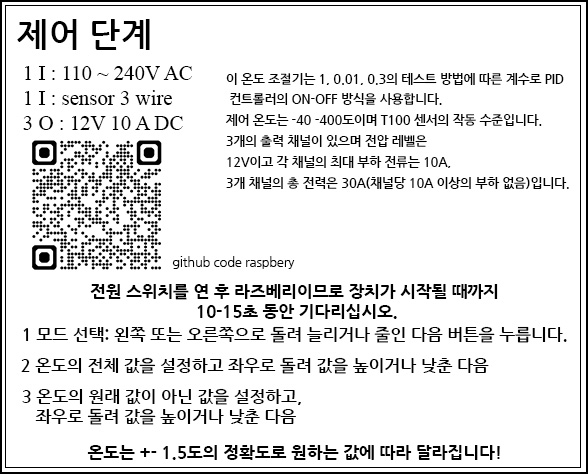 제어 단계
1 I : 110 ~ 240V AC
1 I : sensor 3 wire
3 O : 12V 10 A DC
이 온도 조절기는 1, 0.01, 0.3의 테스트 방법에 따른 계수로 PID
컨트롤러의 ON-OFF 방식을 사용합니다.
제어 온도는 -40 -400도이며 T100 센서의 작동 수준입니다.
3개의 출력 채널이 있으며 전압 레벨은
12V이고 각 채널의 최대 부하 전류는 10A,
3개 채널의 총 전력은 30A(채널당 10A 이상의 부하 없음)입니다.
github code raspbery
전원 스위치를 연 후 라즈베리이므로 장치가 시작될 때까지
10-15초 동안 기다리십시오.
1 모드 선택: 왼쪽 또는 오른쪽으로 돌려 늘리거나 줄인 다음 버튼을 누릅니다.
2 온도의 전체 값을 설정하고 좌우로 돌려 값을 높이거나 낮춘 다음
3 온도의 원래 값이 아닌 값을 설정하고,
좌우로 돌려 값을 높이거나 낮춘 다음
온도는 +- 1.5도의 정확도로 원하는 값에 따라 달라집니다!